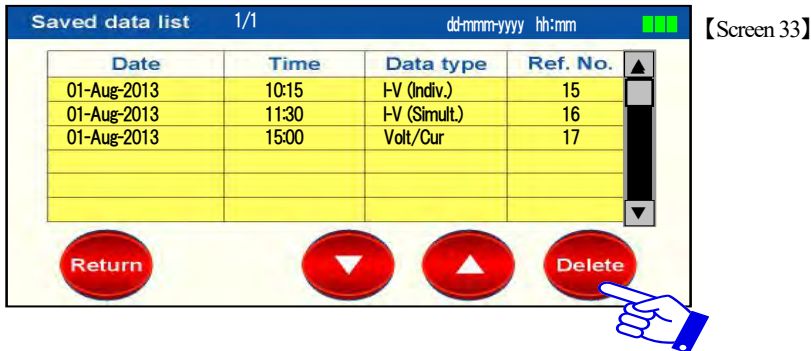 Saved data list 1/1 dd-mmm-yyyy hh:mm 【Screen 33】
Date Time Data type Ref. No. ▲
01-Aug-2013 10:15 I-V (Indiv.) 15
01-Aug-2013 11:30 I-V (Simult.) 16
01-Aug-2013 15:00 Volt/Cur 17
▼
Return ▼ ▲ Delete